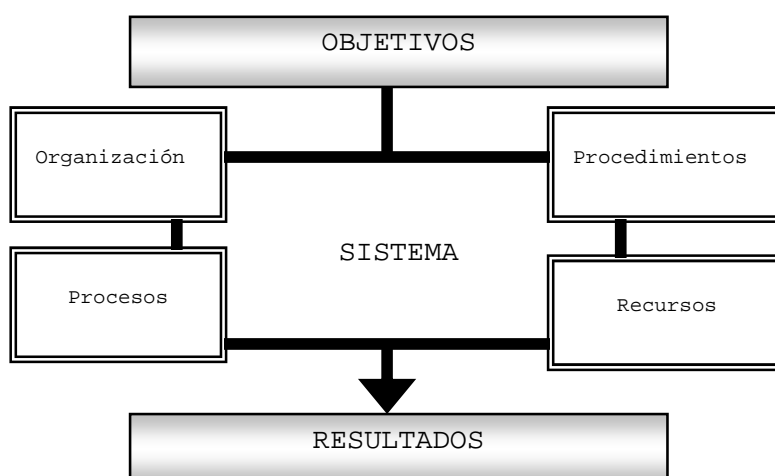 OBJETIVOS
Organización
Procedimientos
SISTEMA
Procesos
Recursos
RESULTADOS